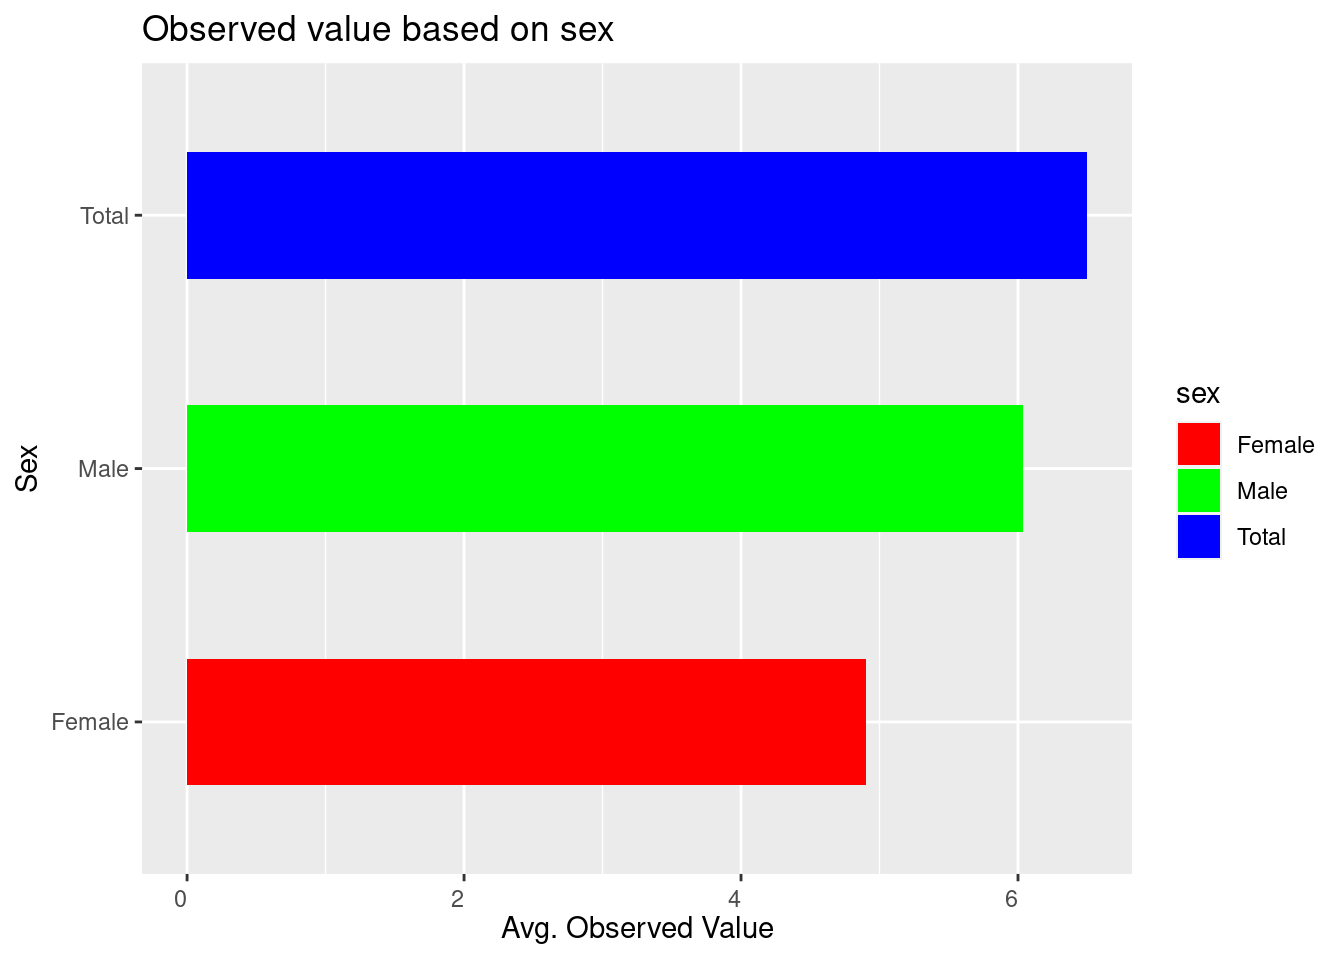 Observed value based on sex
Total
Male
Female
Sex
0 2 4 6
Avg. Observed Value
sex
Female
Male
Total